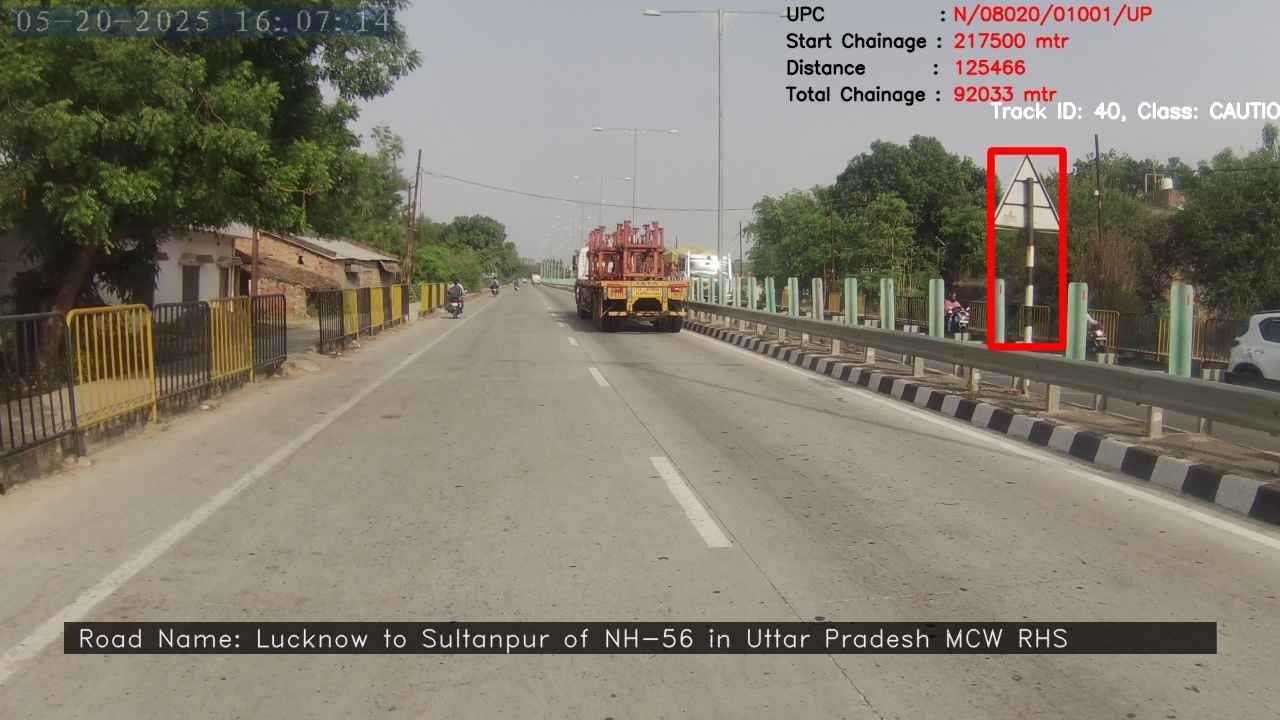 05-20-2025 16:07:14
UPC : N/08020/01001/UP
Start Chainage : 217500 mtr
Distance : 125466
Total Chainage : 92033 mtr
Track ID: 40, Class: CAUTIO
Road Name: Lucknow to Sultanpur of NH-56 in Uttar Pradesh MCW RHS